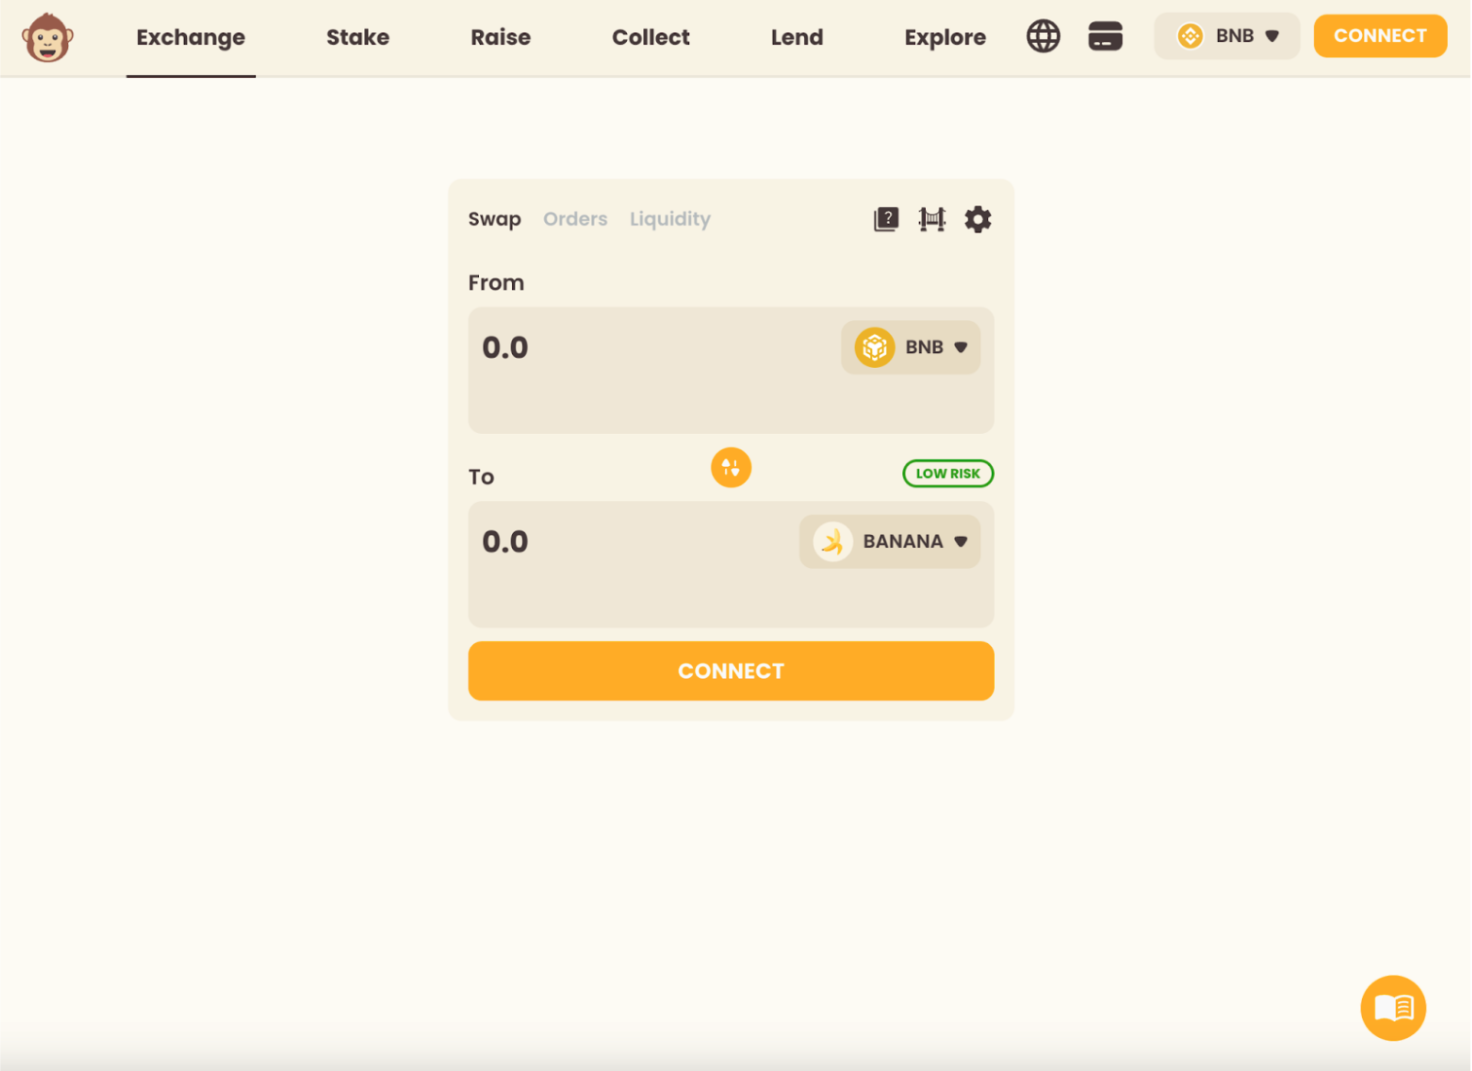 Exchange Stake Raise Collect Lend Explore BNB CONNECT
Swap Orders Liquidity ?
From
0.0 BNB
To LOW RISK
0.0 BANANA
CONNECT